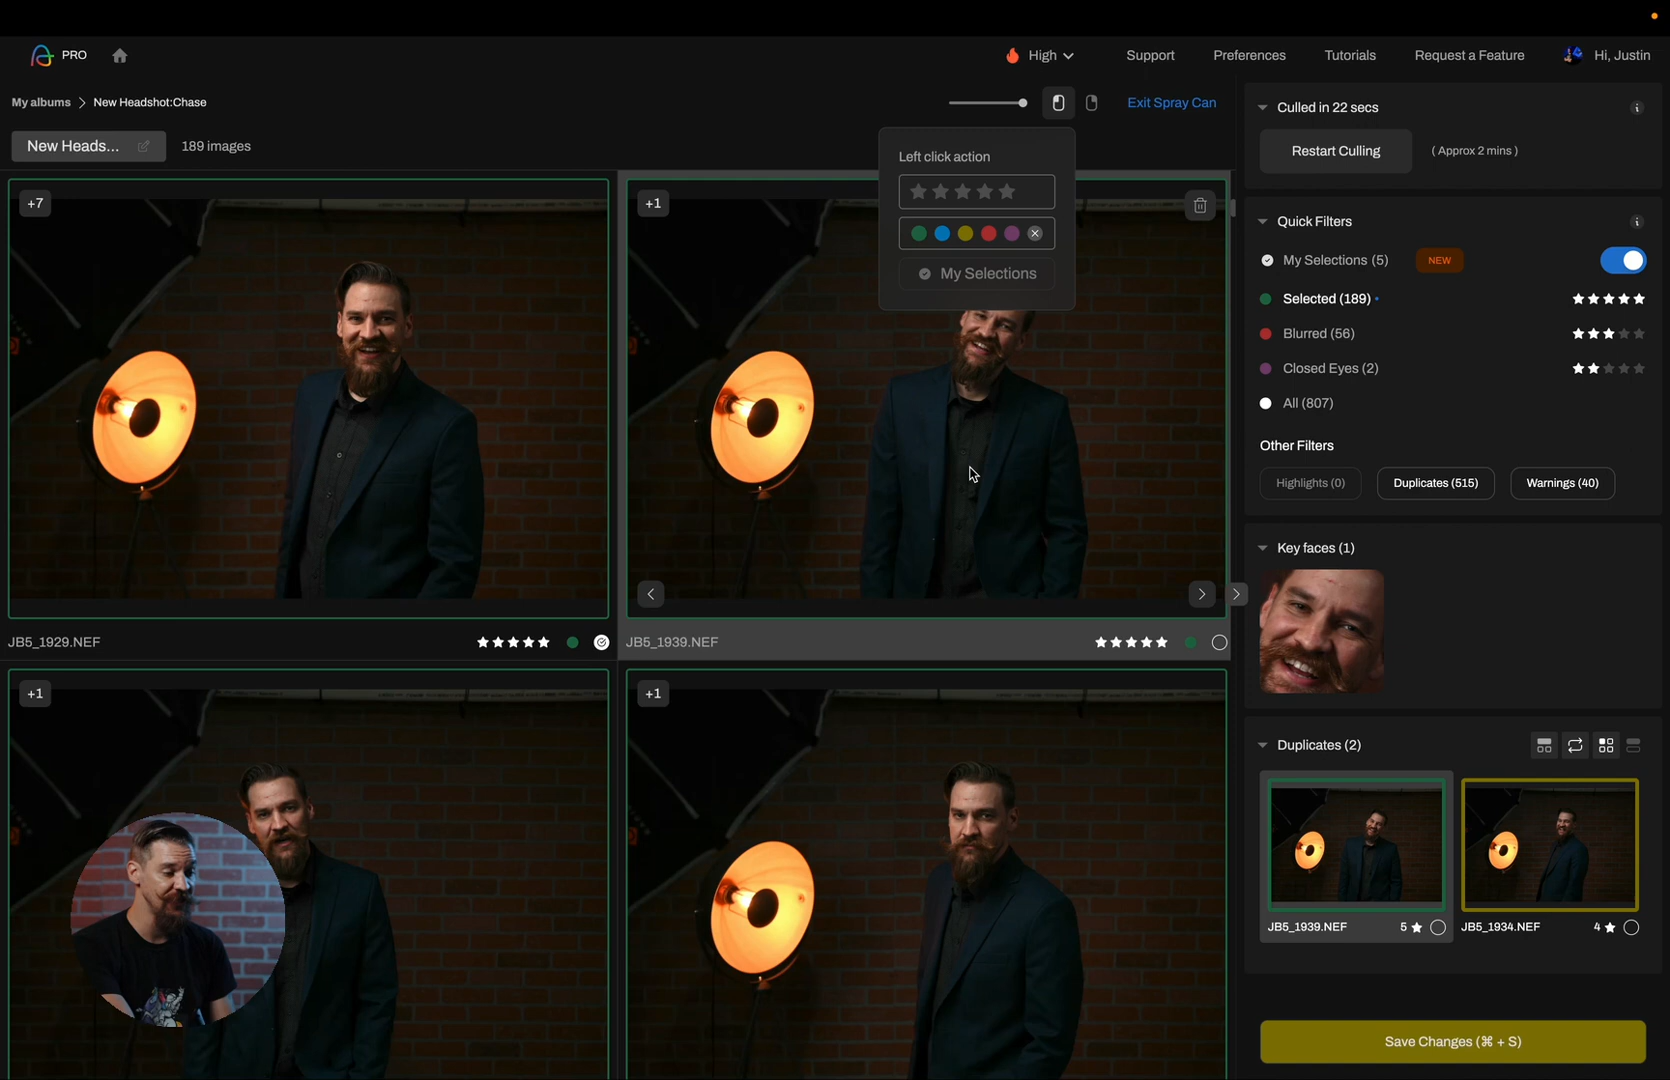 PRO
High
Support
Preferences
Tutorials
Request a Feature
Hi, Justin
My albums > New Headshot:Chase
Exit Spray Can
New Heads...
189 images
Left click action
My Selections
+7
+1
JB5_1929.NEF
JB5_1939.NEF
+1
+1
Culled in 22 secs
Restart Culling
( Approx 2 mins )
Quick Filters
My Selections (5)
NEW
Selected (189)
Blurred (56)
Closed Eyes (2)
All (807)
Other Filters
Highlights (0)
Duplicates (515)
Warnings (40)
Key faces (1)
Duplicates (2)
JB5_1939.NEF
5 ★
JB5_1934.NEF
4 ★
Save Changes (⌘ + S)